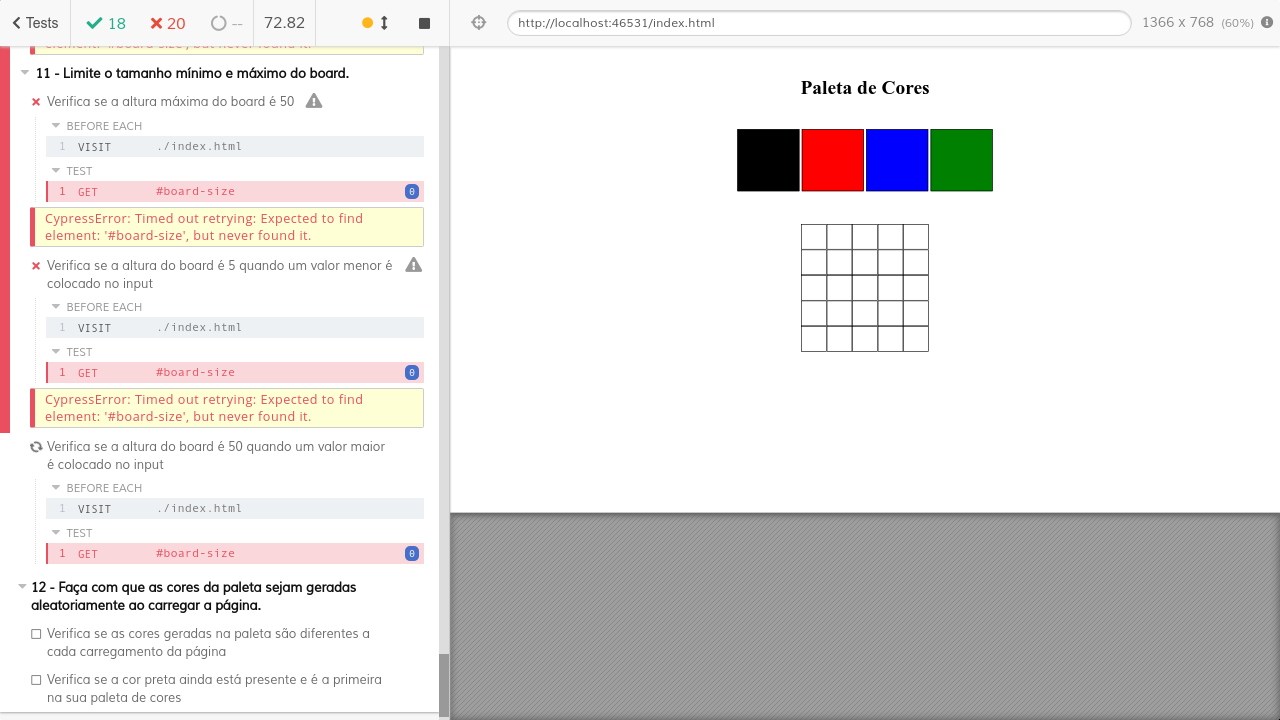 Tests
18
20
--
72.82
http://localhost:46531/index.html
1366 x 768 (60%)
element: '#board-size', but never found it.
11 - Limite o tamanho mínimo e máximo do board.
Verifica se a altura máxima do board é 50
BEFORE EACH
1 VISIT ./index.html
TEST
1 GET #board-size 0
CypressError: Timed out retrying: Expected to find
element: '#board-size', but never found it.
Verifica se a altura do board é 5 quando um valor menor é
colocado no input
BEFORE EACH
1 VISIT ./index.html
TEST
1 GET #board-size 0
CypressError: Timed out retrying: Expected to find
element: '#board-size', but never found it.
Verifica se a altura do board é 50 quando um valor maior
é colocado no input
BEFORE EACH
1 VISIT ./index.html
TEST
1 GET #board-size 0
12 - Faça com que as cores da paleta sejam geradas
aleatoriamente ao carregar a página.
Verifica se as cores geradas na paleta são diferentes a
cada carregamento da página
Verifica se a cor preta ainda está presente e é a primeira
na sua paleta de cores
Paleta de Cores